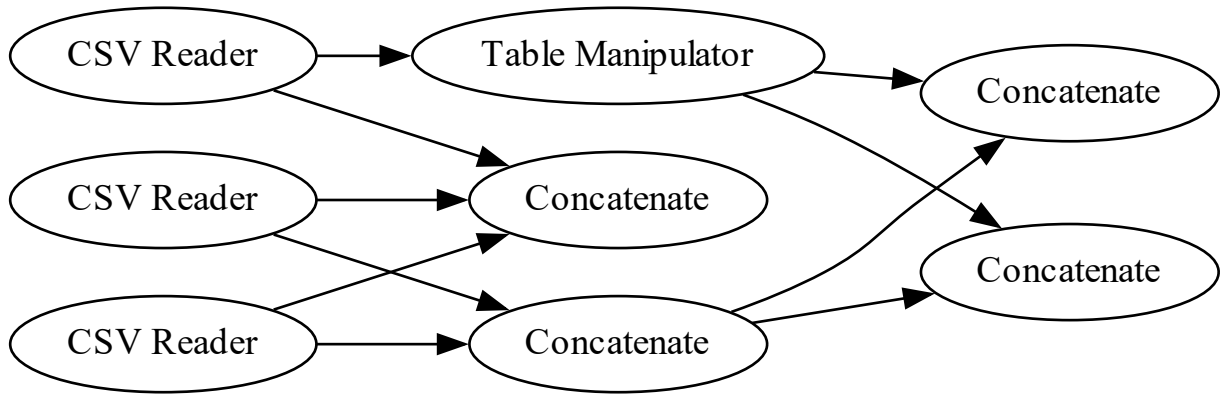 CSV Reader
Table Manipulator
Concatenate
CSV Reader
Concatenate
Concatenate
CSV Reader
Concatenate